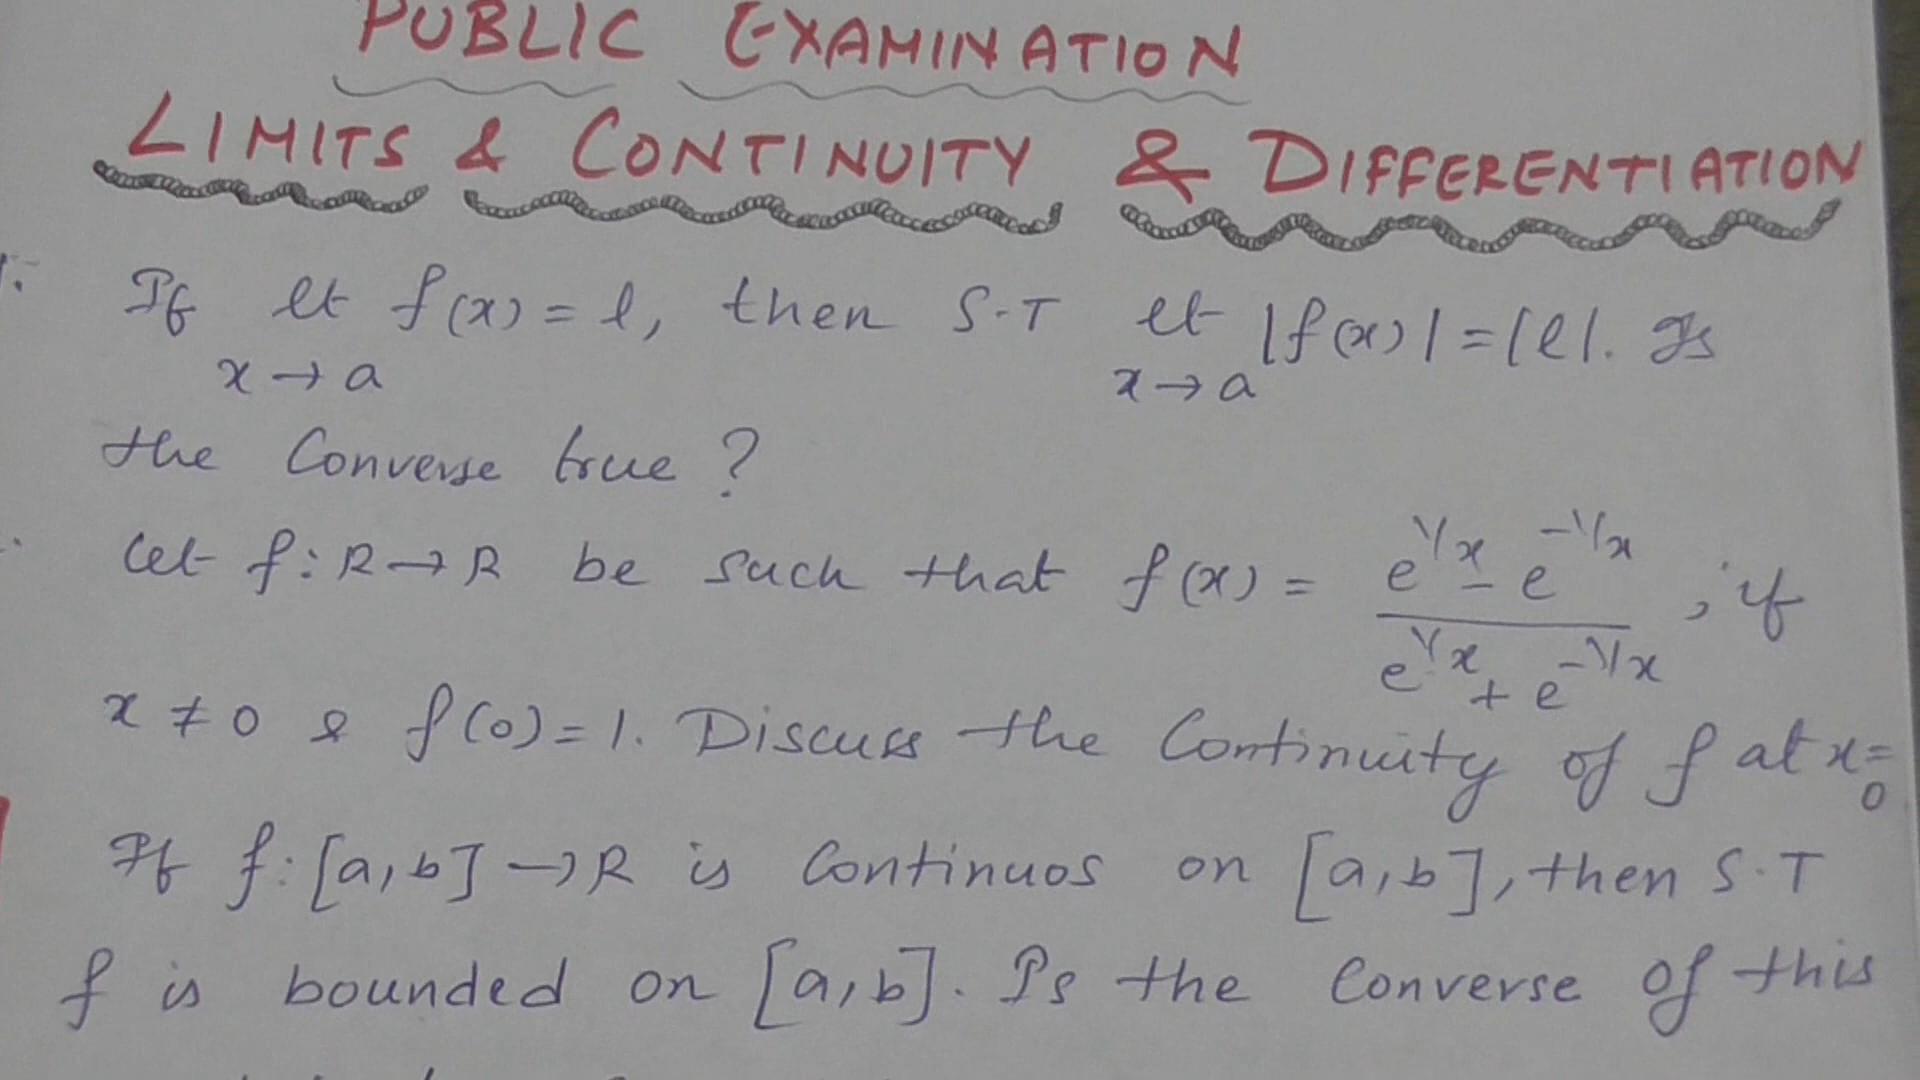 PUBLIC EXAMINATION
LIMITS & CONTINUITY & DIFFERENTIATION
If lt f(x) = l, then S.T lt |f(x)| = |l|. Is
x → a x → a
the Converse true?
Let f: R → R be such that f(x) = (e^{1/x} - e^{-1/x}) / (e^{1/x} + e^{-1/x}), if
x ≠ 0 & f(0) = 1. Discuss the Continuity of f at x = 0
If f: [a,b] → R is Continuos on [a,b], then S.T
f is bounded on [a,b]. Is the Converse of this